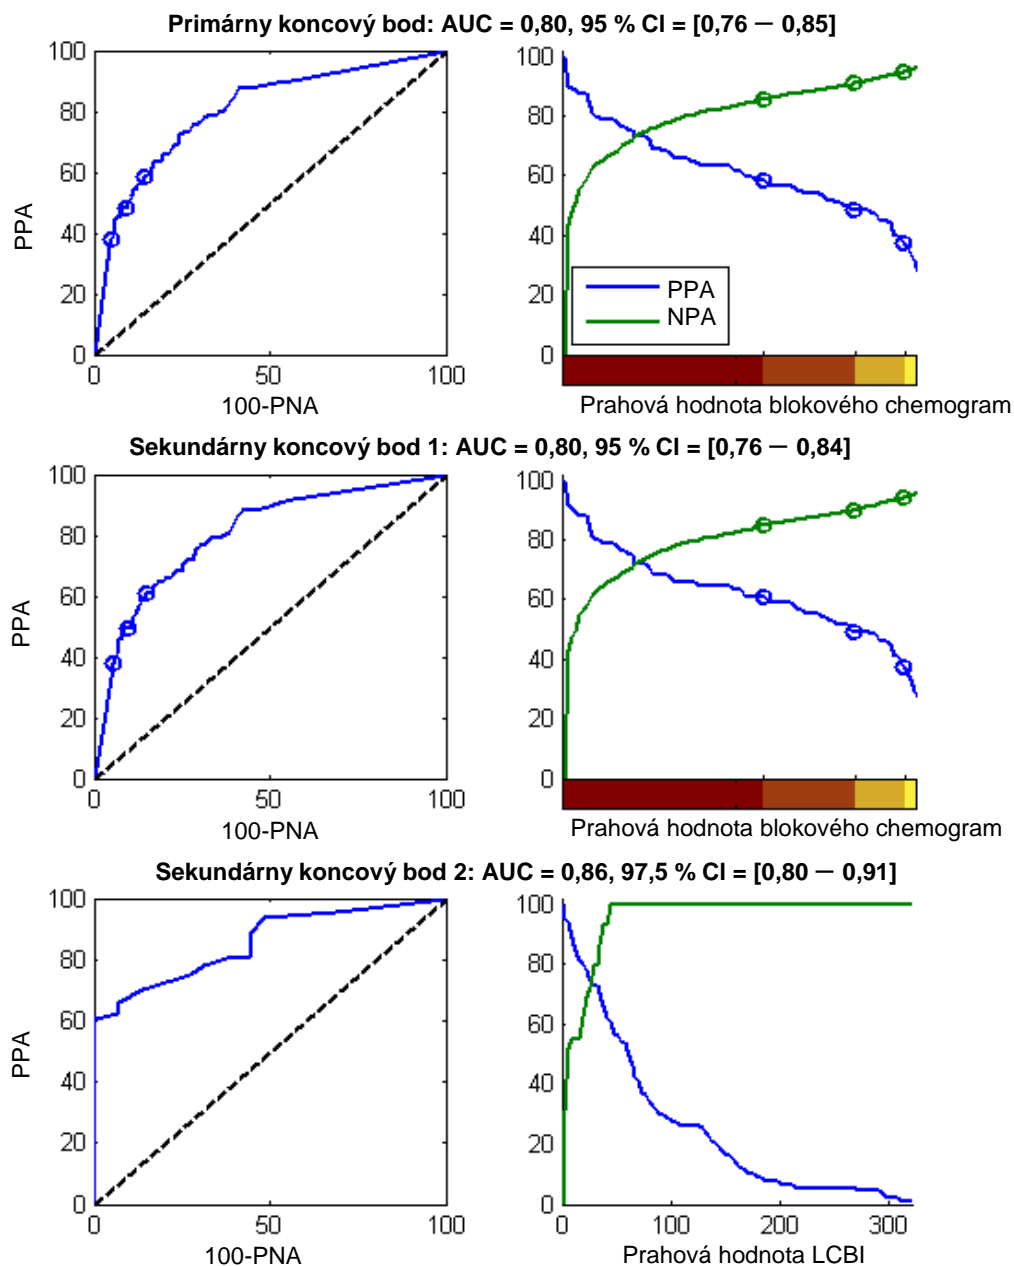 Primárny koncový bod: AUC = 0,80, 95 % CI = [0,76 — 0,85]
100
80
60
40
20
0
PPA
0 50 100
100-PNA
100
80
60
40
20
0
PPA
NPA
Prahová hodnota blokového chemogram
Sekundárny koncový bod 1: AUC = 0,80, 95 % CI = [0,76 — 0,84]
100
80
60
40
20
0
PPA
0 50 100
100-PNA
100
80
60
40
20
0
Prahová hodnota blokového chemogram
Sekundárny koncový bod 2: AUC = 0,86, 97,5 % CI = [0,80 — 0,91]
100
80
60
40
20
0
PPA
0 50 100
100-PNA
100
80
60
40
20
0
0 100 200 300
Prahová hodnota LCBI